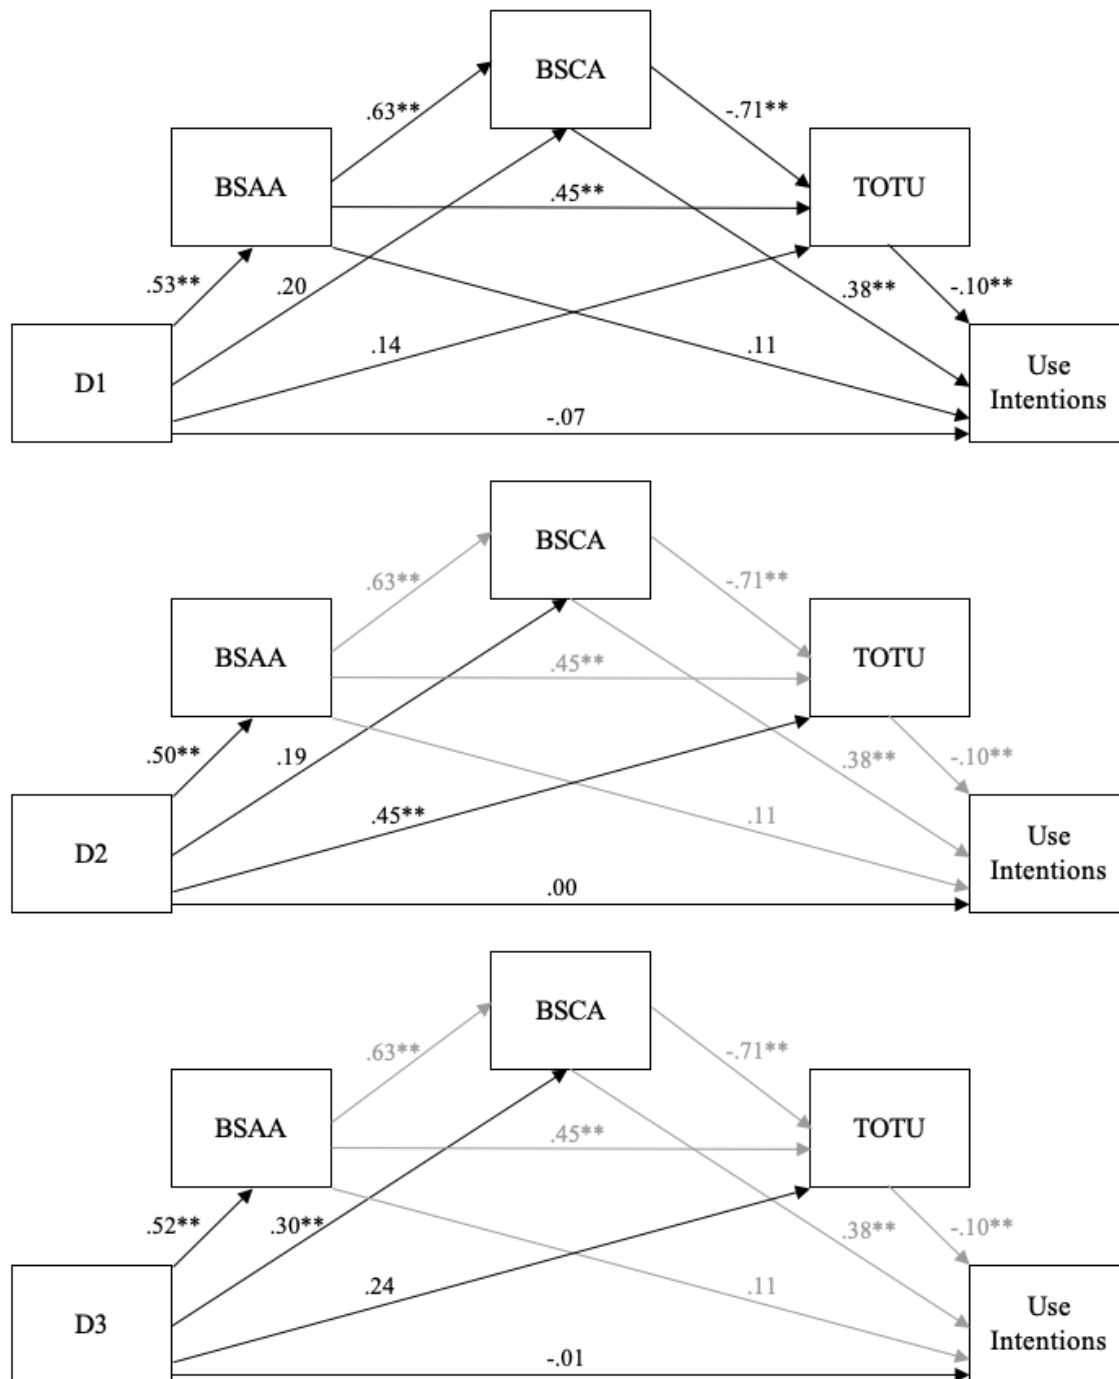 BSCA
.63**
-.71**
BSAA
TOTU
.45**
.53**
.20
.38**
-.10**
D1
.14
.11
Use
Intentions
-.07
BSCA
.63**
-.71**
BSAA
TOTU
.45**
.50**
.19
.38**
-.10**
D2
.45**
.11
Use
Intentions
.00
BSCA
.63**
-.71**
BSAA
TOTU
.45**
.52**
.30**
.38**
-.10**
D3
.24
.11
Use
Intentions
-.01